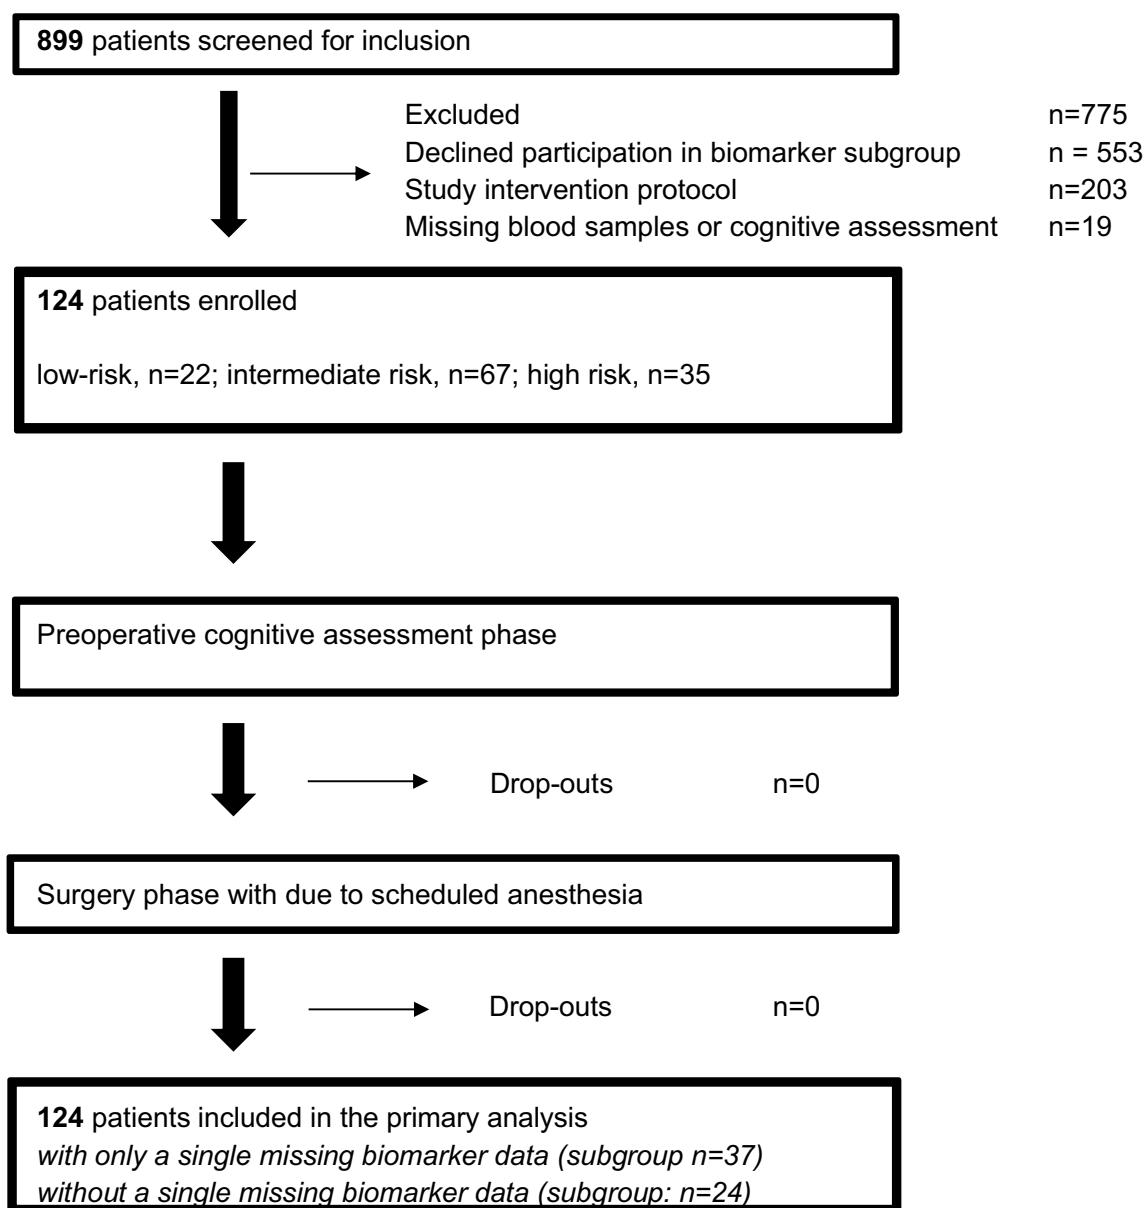 899 patients screened for inclusion
Excluded n=775
Declined participation in biomarker subgroup n = 553
Study intervention protocol n=203
Missing blood samples or cognitive assessment n=19
124 patients enrolled
low-risk, n=22; intermediate risk, n=67; high risk, n=35
Preoperative cognitive assessment phase
Drop-outs n=0
Surgery phase with due to scheduled anesthesia
Drop-outs n=0
124 patients included in the primary analysis
with only a single missing biomarker data (subgroup n=37)
without a single missing biomarker data (subgroup: n=24)